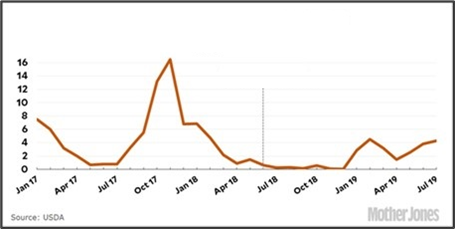 16
14
12
10
8
6
4
2
0
Jan 17
Apr 17
Jul 17
Oct 17
Jan 18
Apr 18
Jul 18
Oct 18
Jan 19
Apr 19
Jul 19
Source: USDA
Mother Jones